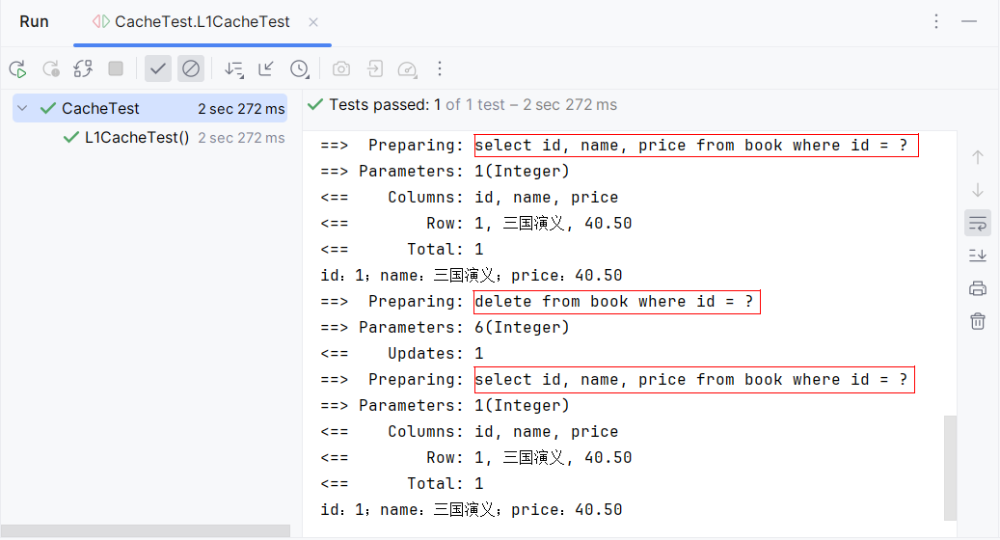 Run CacheTest.L1CacheTest
CacheTest 2 sec 272 ms
L1CacheTest() 2 sec 272 ms
Tests passed: 1 of 1 test – 2 sec 272 ms
==>  Preparing: select id, name, price from book where id = ?
==> Parameters: 1(Integer)
<==    Columns: id, name, price
<==        Row: 1, 三国演义, 40.50
<==      Total: 1
id：1；name：三国演义；price：40.50
==>  Preparing: delete from book where id = ?
==> Parameters: 6(Integer)
<==    Updates: 1
==>  Preparing: select id, name, price from book where id = ?
==> Parameters: 1(Integer)
<==    Columns: id, name, price
<==        Row: 1, 三国演义, 40.50
<==      Total: 1
id：1；name：三国演义；price：40.50